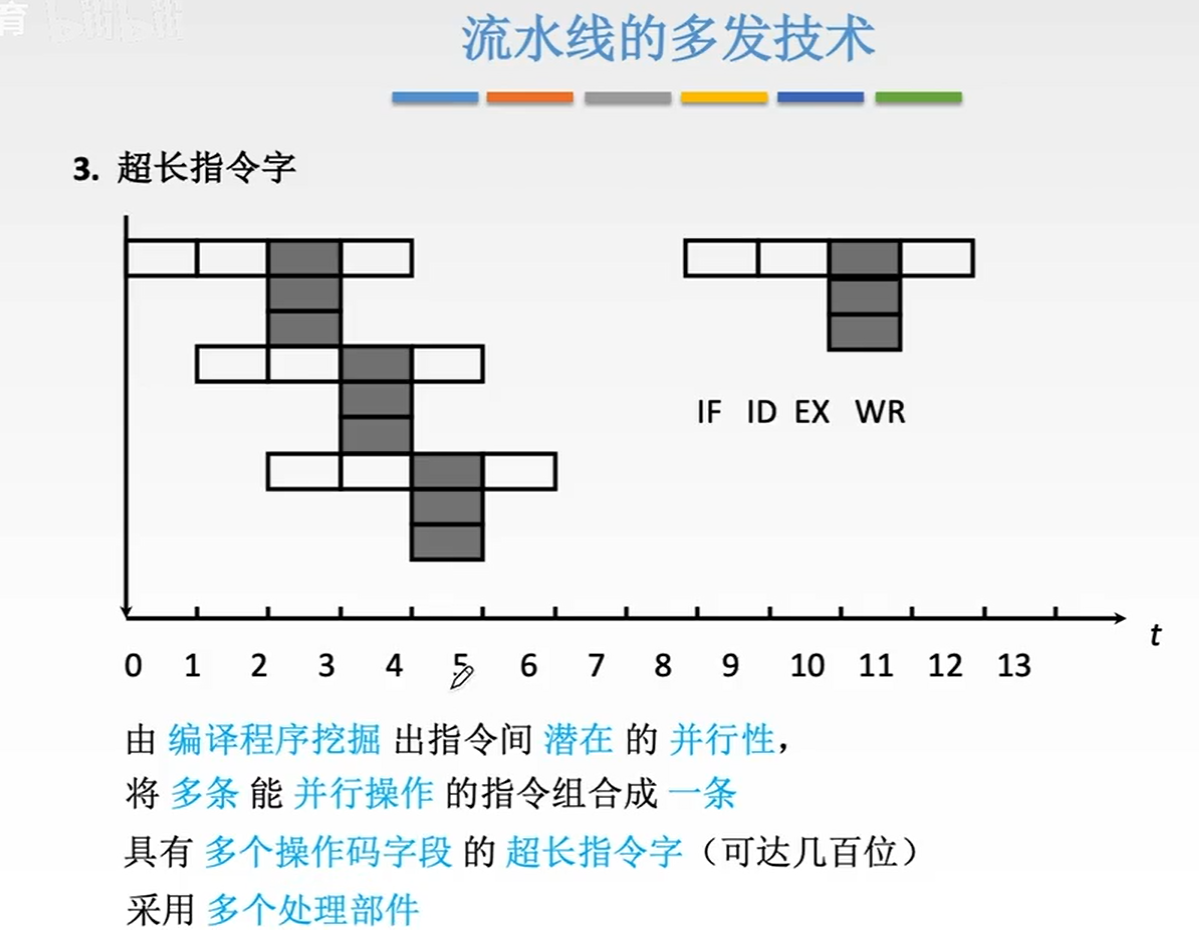 育 bilibili
流水线的多发技术
3. 超长指令字
IF ID EX WR
t
0 1 2 3 4 5 6 7 8 9 10 11 12 13
由 编译程序挖掘 出指令间 潜在 的 并行性，
将 多条 能 并行操作 的指令组合成 一条
具有 多个操作码字段 的 超长指令字（可达几百位）
采用 多个处理部件